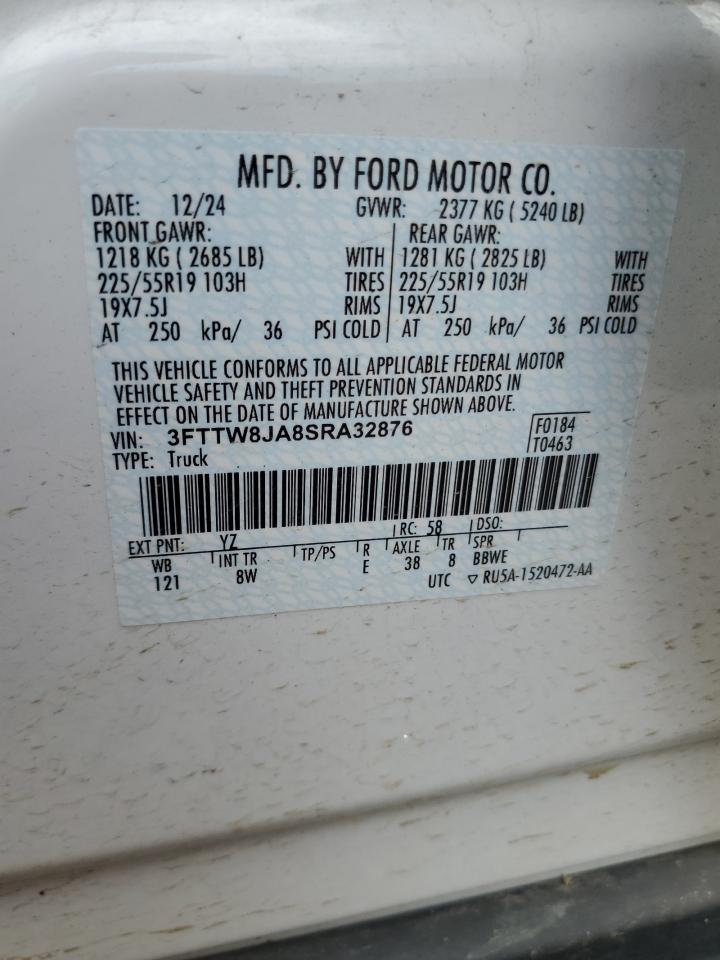 MFD. BY FORD MOTOR CO.
DATE: 12/24 GVWR: 2377 KG ( 5240 LB)
FRONT GAWR: REAR GAWR:
1218 KG ( 2685 LB) WITH 1281 KG ( 2825 LB) WITH
225/55R19 103H TIRES 225/55R19 103H TIRES
19X7.5J RIMS 19X7.5J RIMS
AT 250 kPa/ 36 PSI COLD AT 250 kPa/ 36 PSI COLD
THIS VEHICLE CONFORMS TO ALL APPLICABLE FEDERAL MOTOR
VEHICLE SAFETY AND THEFT PREVENTION STANDARDS IN
EFFECT ON THE DATE OF MANUFACTURE SHOWN ABOVE.
VIN: 3FTTW8JA8SRA32876 F0184
TYPE: Truck T0463
EXT PNT: YZ RC: 58 DSO:
WB INT TR TP/PS R AXLE TR SPR
121 8W E 38 8 BBWE
UTC ▽ RU5A-1520472-AA